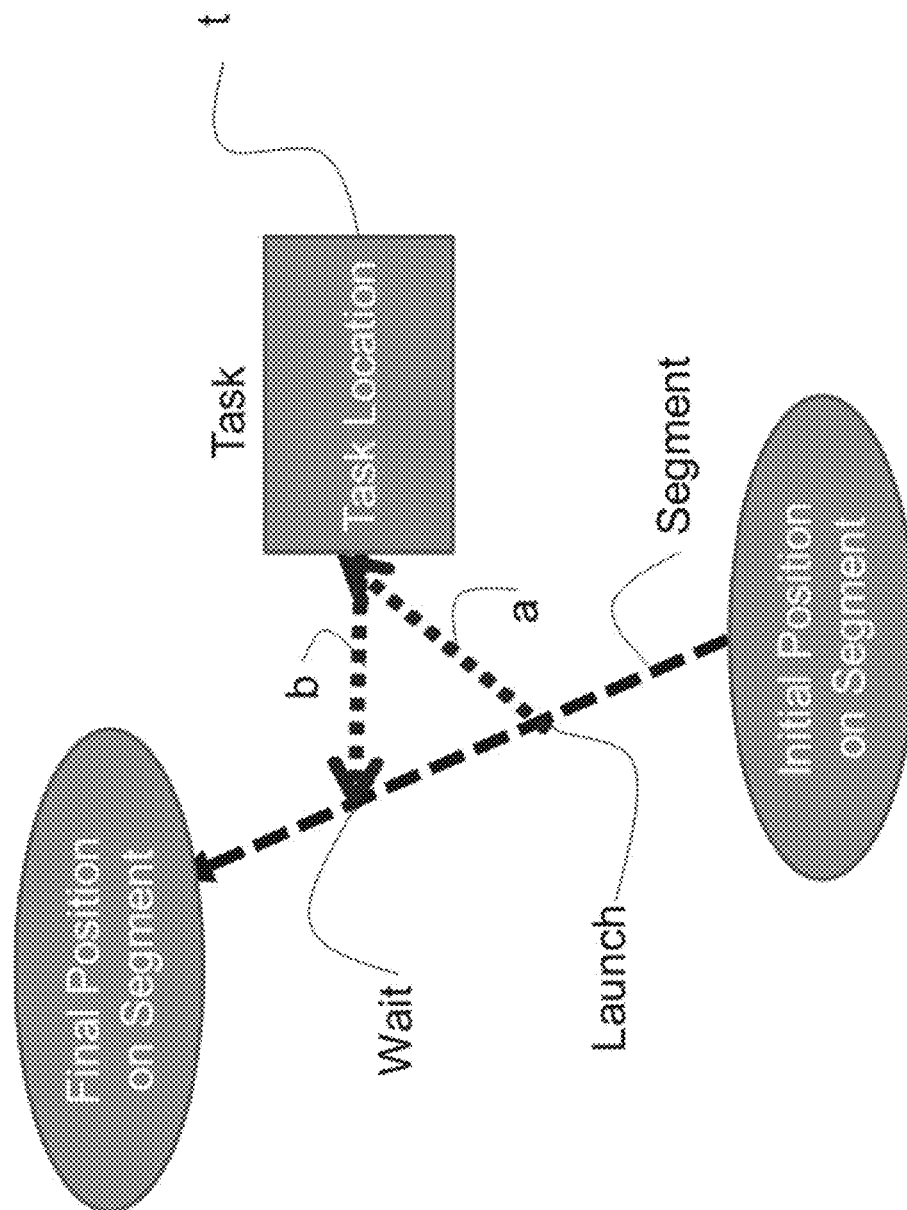 Final Position
on Segment
Wait
Launch
b
a
Task
Task Location
t
Segment
Initial Position
on Segment